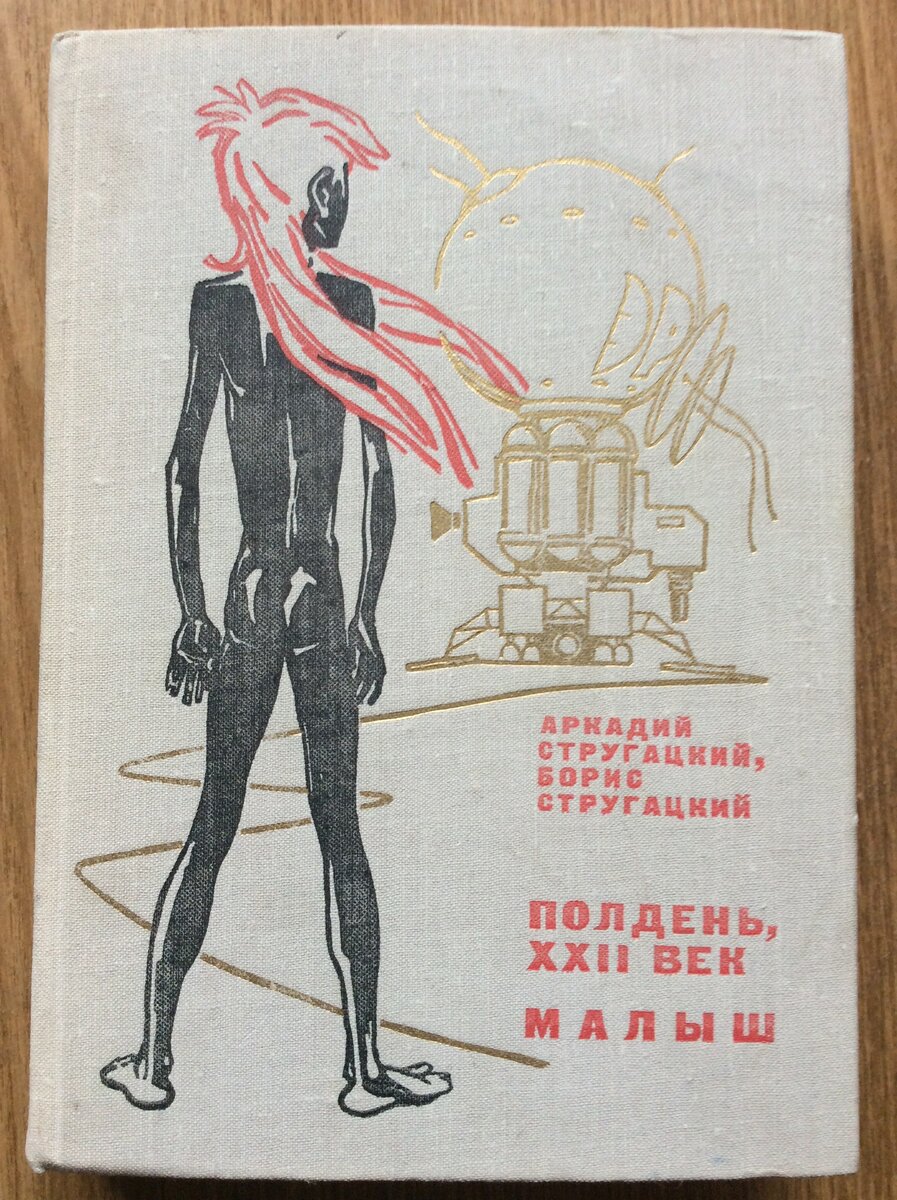 АРКАДИЙ
СТРУГАЦКИЙ,
БОРИС
СТРУГАЦКИЙ
ПОЛДЕНЬ,
XXII ВЕК
МАЛЫШ